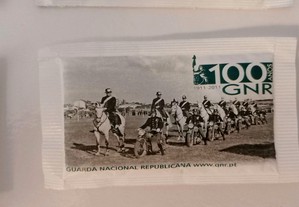 100 ANOS
1911-2011
GNR
GUARDA NACIONAL REPUBLICANA www.gnr.pt